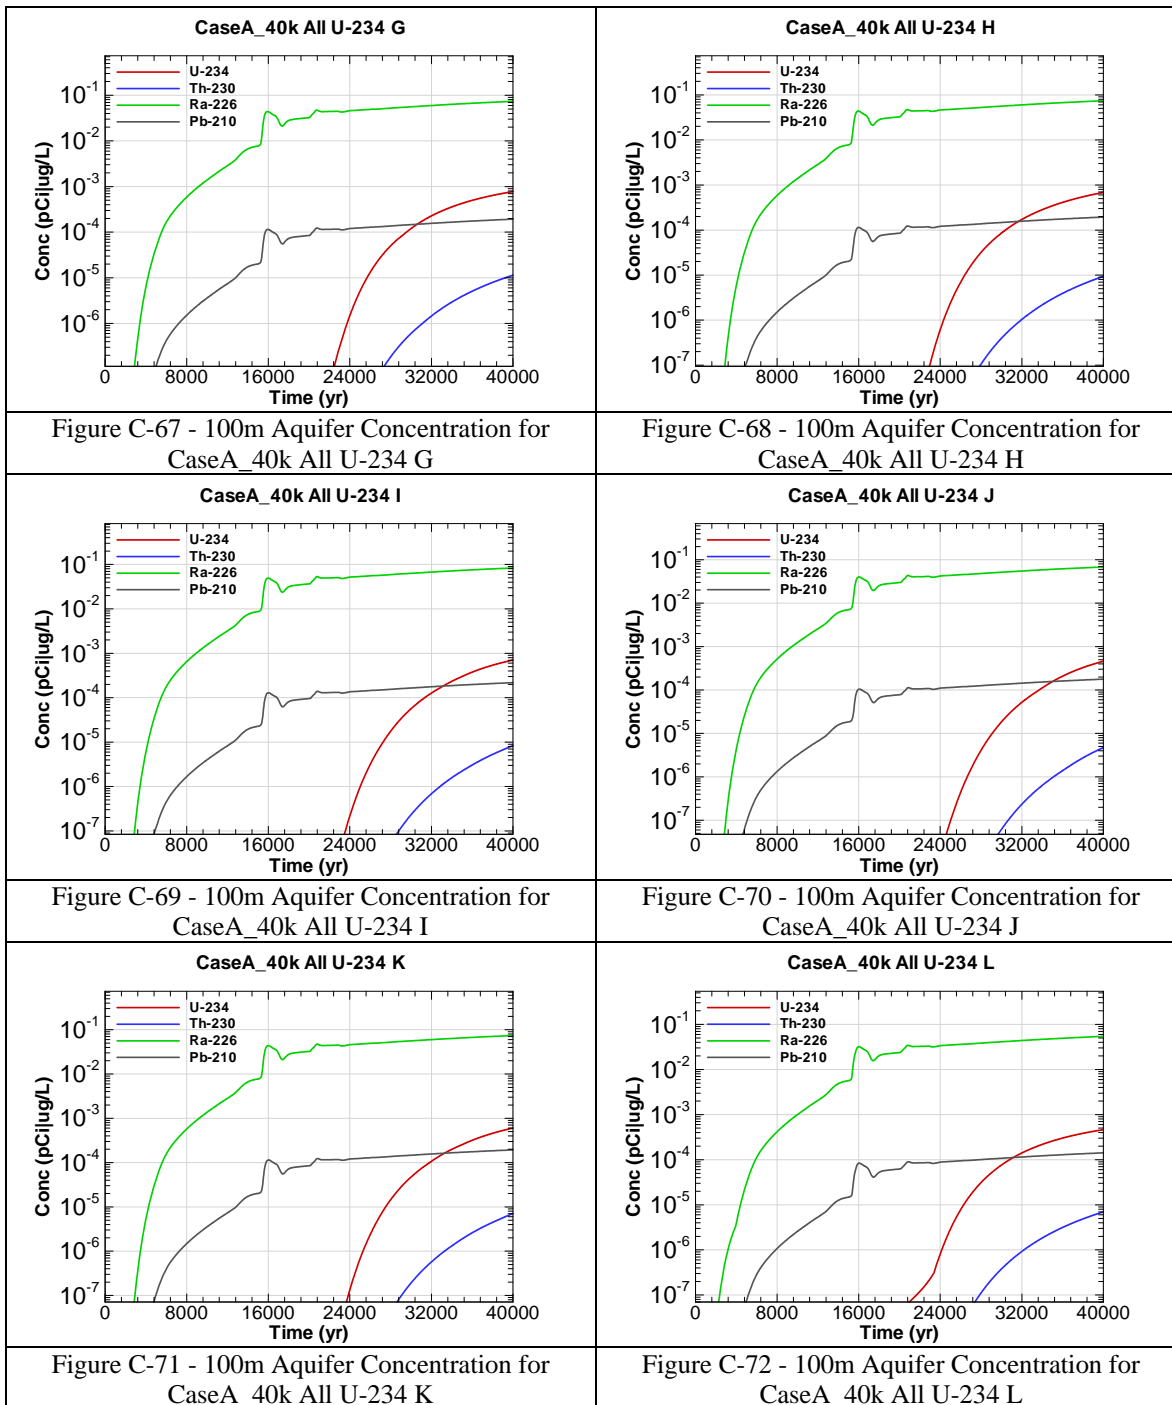 CaseA_40k All U-234 G
U-234
Th-230
Ra-226
Pb-210
10-1
10-2
10-3
10-4
10-5
10-6
Conc (pCi|ug/L)
0 8000 16000 24000 32000 40000
Time (yr)
Figure C-67 - 100m Aquifer Concentration for
CaseA_40k All U-234 G
CaseA_40k All U-234 H
U-234
Th-230
Ra-226
Pb-210
10-1
10-2
10-3
10-4
10-5
10-6
10-7
Conc (pCi|ug/L)
0 8000 16000 24000 32000 40000
Time (yr)
Figure C-68 - 100m Aquifer Concentration for
CaseA_40k All U-234 H
CaseA_40k All U-234 I
U-234
Th-230
Ra-226
Pb-210
10-1
10-2
10-3
10-4
10-5
10-6
10-7
Conc (pCi|ug/L)
0 8000 16000 24000 32000 40000
Time (yr)
Figure C-69 - 100m Aquifer Concentration for
CaseA_40k All U-234 I
CaseA_40k All U-234 J
U-234
Th-230
Ra-226
Pb-210
10-1
10-2
10-3
10-4
10-5
10-6
10-7
Conc (pCi|ug/L)
0 8000 16000 24000 32000 40000
Time (yr)
Figure C-70 - 100m Aquifer Concentration for
CaseA_40k All U-234 J
CaseA_40k All U-234 K
U-234
Th-230
Ra-226
Pb-210
10-1
10-2
10-3
10-4
10-5
10-6
10-7
Conc (pCi|ug/L)
0 8000 16000 24000 32000 40000
Time (yr)
Figure C-71 - 100m Aquifer Concentration for
CaseA_40k All U-234 K
CaseA_40k All U-234 L
U-234
Th-230
Ra-226
Pb-210
10-1
10-2
10-3
10-4
10-5
10-6
10-7
Conc (pCi|ug/L)
0 8000 16000 24000 32000 40000
Time (yr)
Figure C-72 - 100m Aquifer Concentration for
CaseA_40k All U-234 L